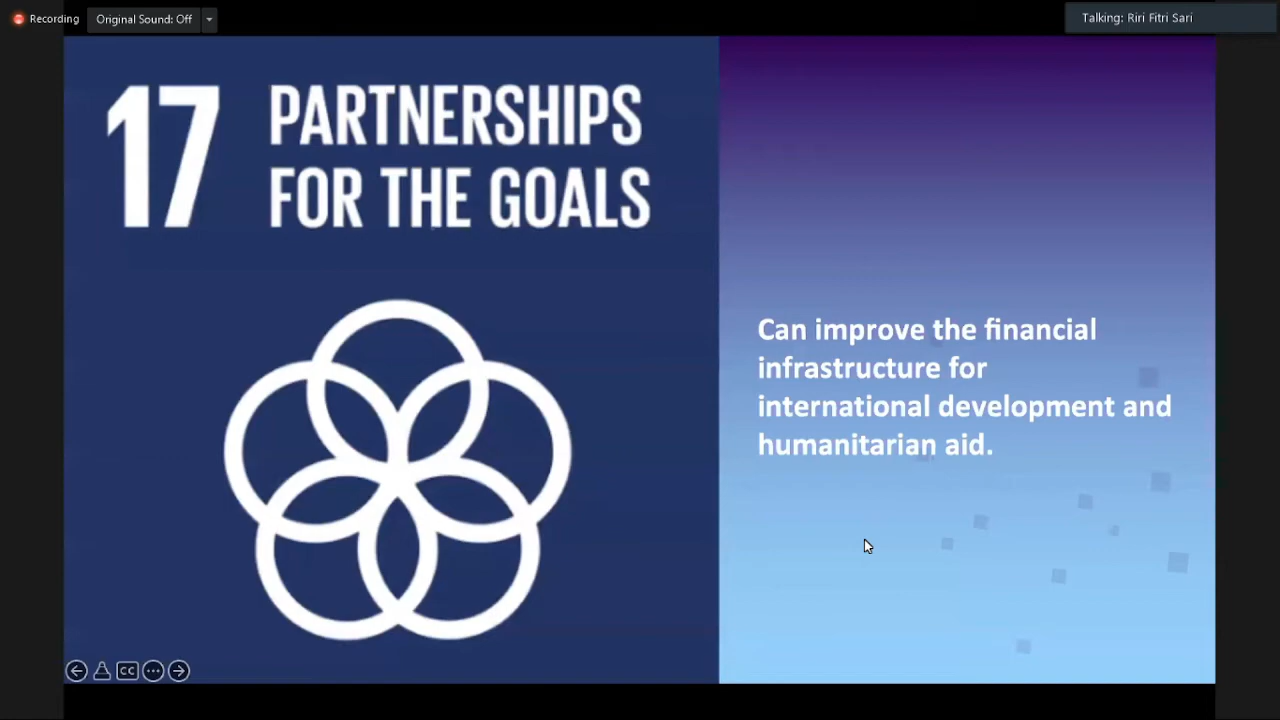 Recording
Original Sound: Off
Talking: Riri Fitri Sari
17
PARTNERSHIPS
FOR THE GOALS
Can improve the financial
infrastructure for
international development and
humanitarian aid.
CC